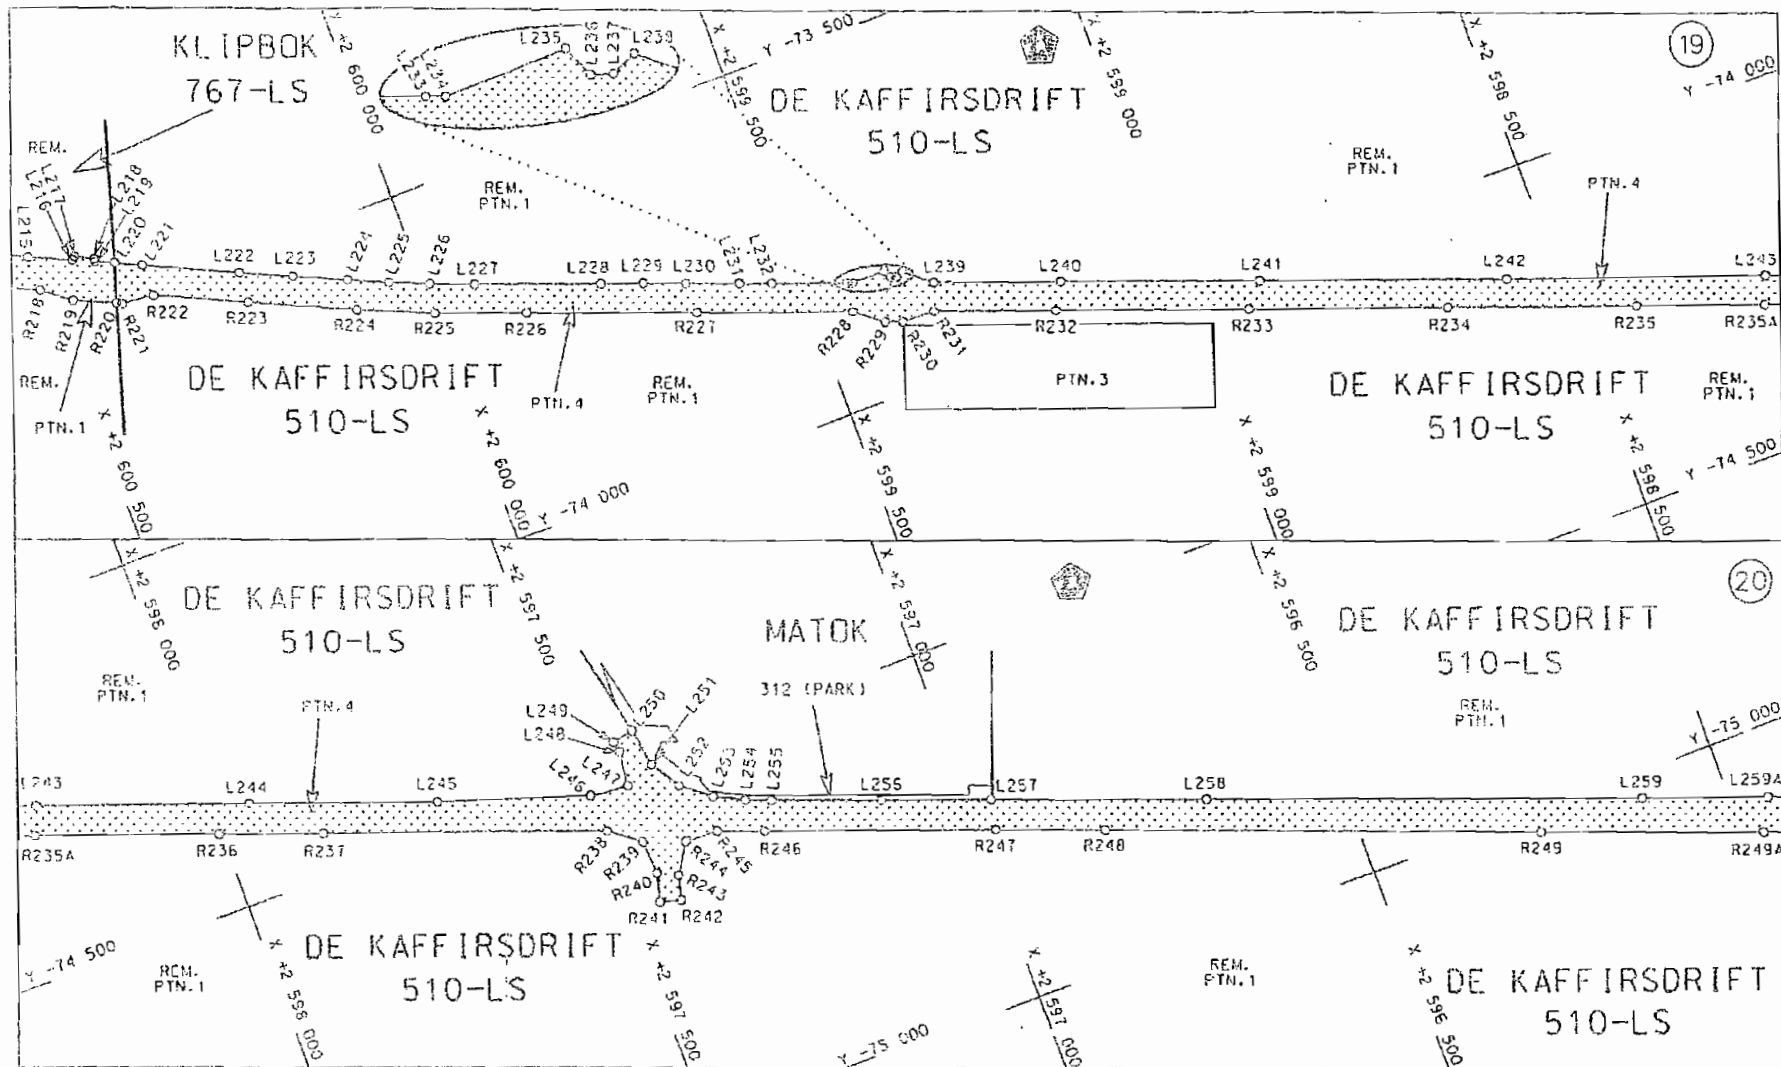 KLIPBOK
767-LS
X +2 600 000
L233
L234
L235
L236
L237
L238
X +2 599 500
Y -73 500
DE KAFFIRSDRIFT
510-LS
X +2 599 000
X +2 598 500
19
Y -74 000
REM.
REM.
PTN.1
REM.
PTN.1
PTN.4
L215
L216
L217
L218
L219
L220
L221
L222
L223
L224
L225
L226
L227
L228
L229
L230
L231
L232
L239
L240
L241
L242
L243
R218
R219
R220
R221
R222
R223
R224
R225
R226
R227
R228
R229
R230
R231
R232
R233
R234
R235
R235A
REM.
PTN.1
DE KAFFIRSDRIFT
510-LS
PTN.4
REM.
PTN.1
PTN.3
DE KAFFIRSDRIFT
510-LS
REM.
PTN.1
X +2 600 500
X +2 600 000
Y -74 000
X +2 599 500
X +2 599 000
X +2 598 500
Y -74 500
X +2 598 000
DE KAFFIRSDRIFT
510-LS
X +2 597 500
MATOK
312 (PARK)
X +2 597 000
X +2 596 500
DE KAFFIRSDRIFT
510-LS
20
REM.
PTN.1
PTN.4
REM.
PTN.1
Y -75 000
L243
L244
L245
L246
L247
L248
L249
L250
L251
L252
L253
L254
L255
L256
L257
L258
L259
L259A
R235A
R236
R237
R238
R239
R240
R241
R242
R243
R244
R245
R246
R247
R248
R249
R249A
Y -74 500
REM.
PTN.1
X +2 598 000
DE KAFFIRSDRIFT
510-LS
X +2 597 500
Y -75 000
X +2 597 000
REM.
PTN.1
X +2 596 500
DE KAFFIRSDRIFT
510-LS